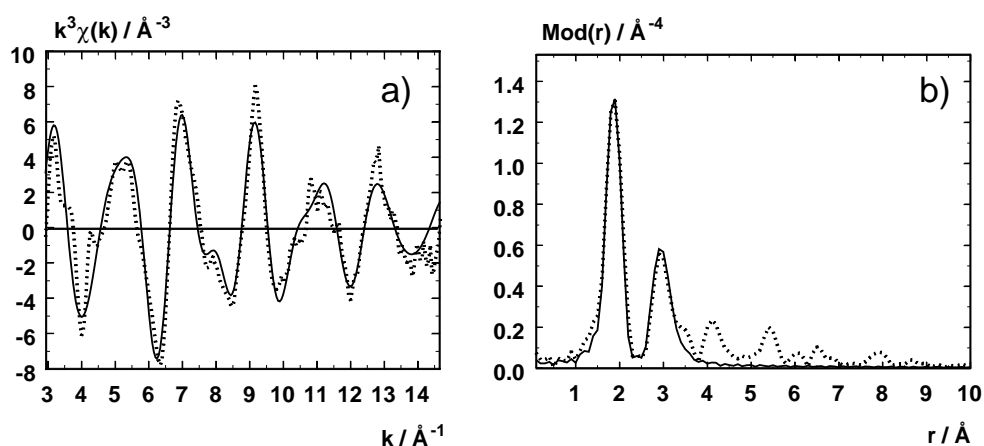 k³χ(k) / Å⁻³
a)
10
8
6
4
2
0
-2
-4
-6
-8
3 4 5 6 7 8 9 10 11 12 13 14
k / Å⁻¹
Mod(r) / Å⁻⁴
b)
1.4
1.2
1.0
0.8
0.6
0.4
0.2
0.0
1 2 3 4 5 6 7 8 9 10
r / Å